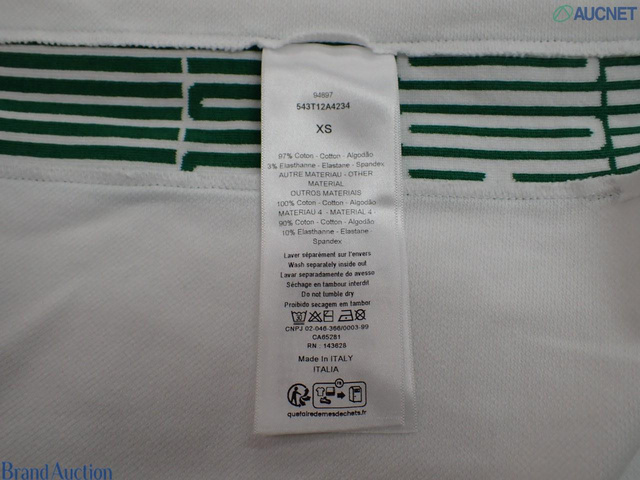 AUCNET
94697
543T12A4234
XS
97% Coton - Cotton - Algodão
3% Elasthanne - Elastane - Spandex
AUTRE MATERIAU - OTHER
MATERIAL
OUTROS MATERIAIS
100% Coton - Cotton - Algodão
MATERIAU 4 - MATERIAL 4 -
90% Coton - Cotton - Algodão
10% Elasthanne - Elastane -
Spandex
Laver séparément sur l'envers
Wash separately inside out
Lavar separadamente do avesso
Séchage en tambour interdit
Do not tumble dry
Proibido secagem em tambor
CNPJ 02-046-366/0003-99
CA65281
RN : 143628
Made In ITALY
ITALIA
FR
quefairedemesdechets.fr
Brand Auction